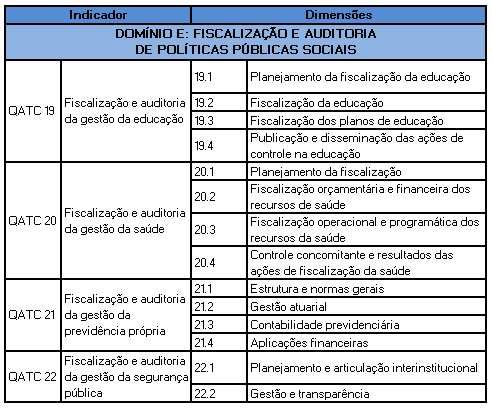 Indicador
Dimensões
DOMÍNIO E: FISCALIZAÇÃO E AUDITORIA
DE POLÍTICAS PÚBLICAS SOCIAIS
QATC 19
Fiscalização e auditoria
da gestão da educação
19.1
Planejamento da fiscalização da educação
19.2
Fiscalização da educação
19.3
Fiscalização dos planos de educação
19.4
Publicação e disseminação das ações de
controle na educação
QATC 20
Fiscalização e auditoria
da gestão da saúde
20.1
Planejamento da fiscalização
20.2
Fiscalização orçamentária e financeira dos
recursos de saúde
20.3
Fiscalização operacional e programática dos
recursos da saúde
20.4
Controle concomitante e resultados das
ações de fiscalização da saúde
QATC 21
Fiscalização e auditoria
da gestão da
previdência própria
21.1
Estrutura e normas gerais
21.2
Gestão atuarial
21.3
Contabilidade previdenciária
21.4
Aplicações financeiras
QATC 22
Fiscalização e auditoria
da gestão da segurança
pública
22.1
Planejamento e articulação interinstitucional
22.2
Gestão e transparência